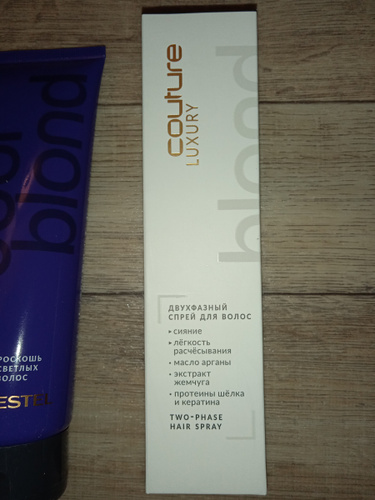 blond
РОСКОШЬ
СВЕТЛЫХ
ВОЛОС
ESTEL
couture
LUXURY
blond
ДВУХФАЗНЫЙ
СПРЕЙ ДЛЯ ВОЛОС
• сияние
• лёгкость
расчёсывания
• масло арганы
• экстракт
жемчуга
• протеины шёлка
и кератина
TWO-PHASE
HAIR SPRAY